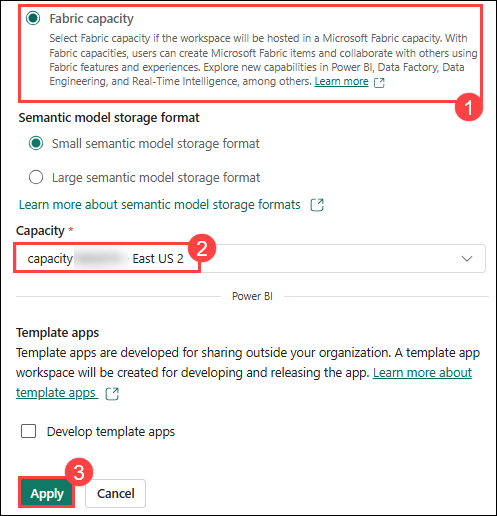 Fabric capacity
Select Fabric capacity if the workspace will be hosted in a Microsoft Fabric capacity. With
Fabric capacities, users can create Microsoft Fabric items and collaborate with others using
Fabric features and experiences. Explore new capabilities in Power BI, Data Factory, Data
Engineering, and Real-Time Intelligence, among others. Learn more
1
Semantic model storage format
Small semantic model storage format
Large semantic model storage format
Learn more about semantic model storage formats
Capacity *
2
capacity East US 2
Power BI
Template apps
Template apps are developed for sharing outside your organization. A template app
workspace will be created for developing and releasing the app. Learn more about
template apps
Develop template apps
3
Apply Cancel